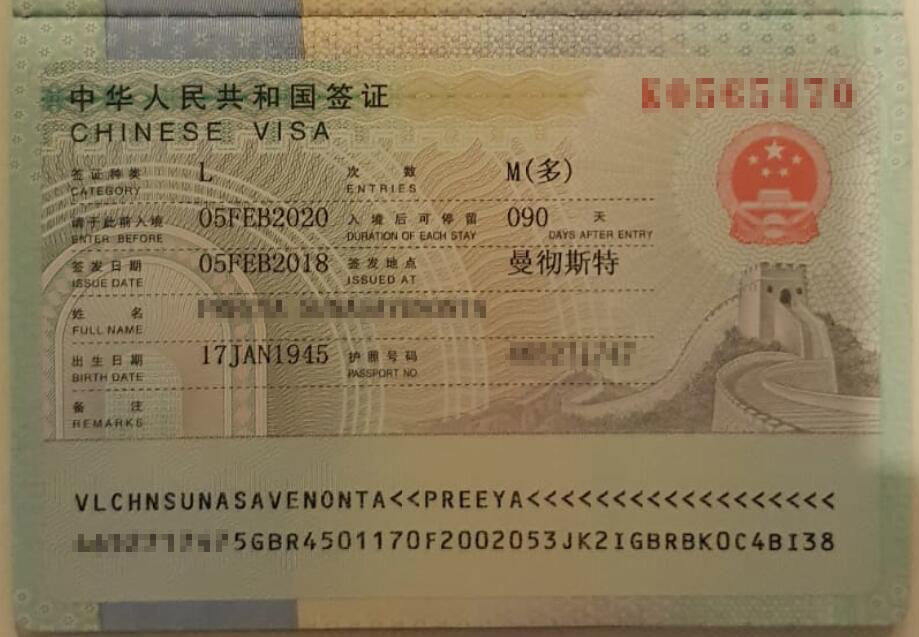 中华人民共和国签证
CHINESE VISA
签证种类 L 次数 M(多)
CATEGORY ENTRIES
请于此前入境 05FEB2020 入境后可停留 090 天
ENTER BEFORE DURATION OF EACH STAY DAYS AFTER ENTRY
签发日期 05FEB2018 签发地点 曼彻斯特
ISSUE DATE ISSUED AT
姓名
FULL NAME
出生日期 17JAN1945 护照号码
BIRTH DATE PASSPORT NO.
备注
REMARKS
VLCHNSUNASAVENONTA<<PREEYA<<<<<<<<<<<<<<<<<<
5GBR4501170F2002053JK2IGBRBK0C4BI38